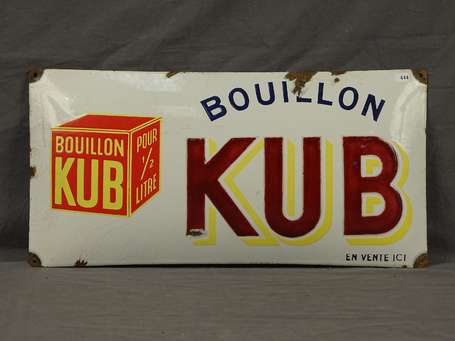 BOUILLON
KUB
EN VENTE ICI
BOUILLON
KUB
POUR
1/2
LITRE